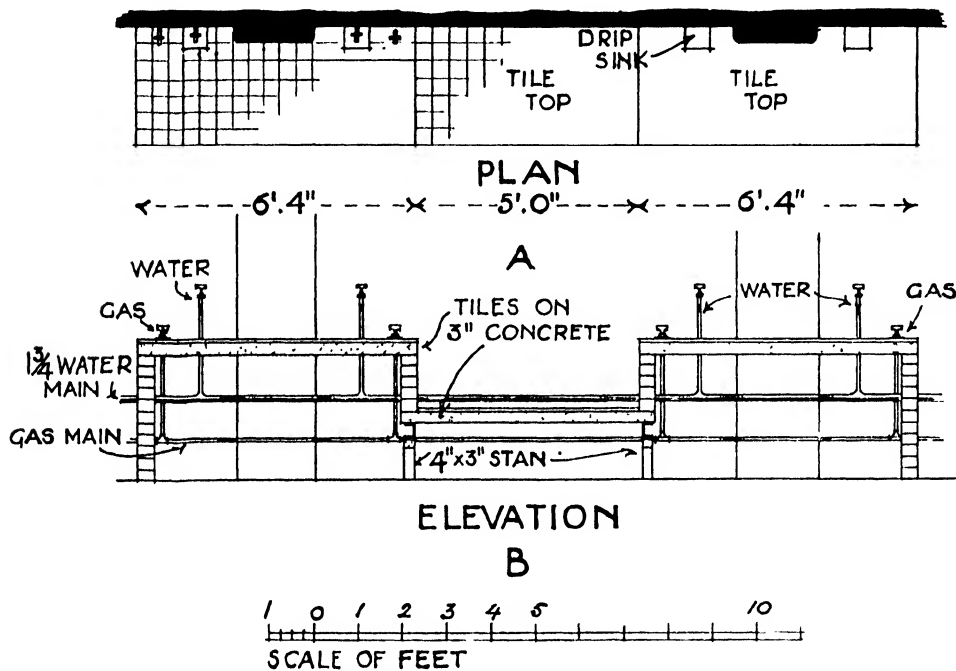 DRIP
SINK
TILE
TOP
TILE
TOP
PLAN
6'.4" 5'.0" 6'.4"
A
WATER
GAS
TILES ON
3" CONCRETE
WATER
GAS
1¾ WATER
MAIN
GAS MAIN
4"x3" STAN
ELEVATION
B
1 0 1 2 3 4 5 10
SCALE OF FEET